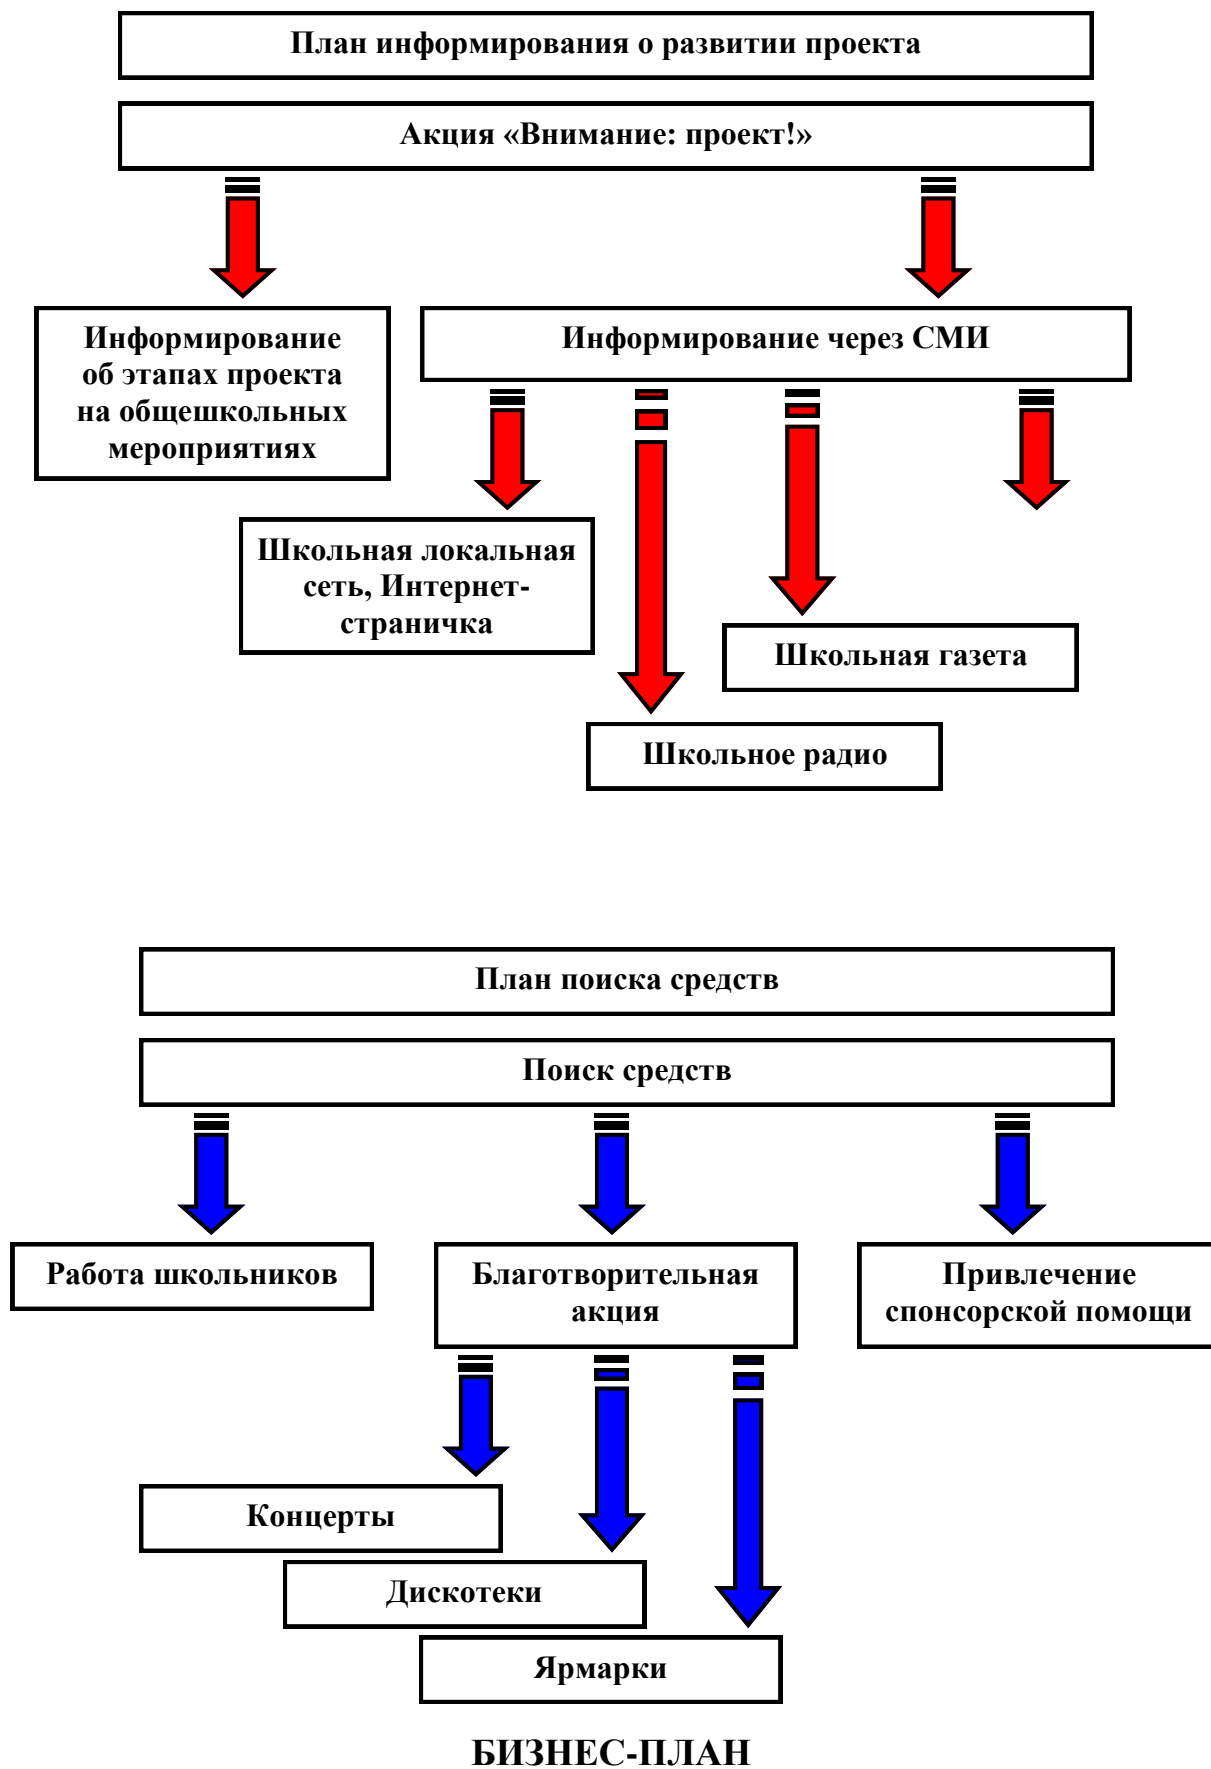 План информирования о развитии проекта
Акция «Внимание: проект!»
Информирование
об этапах проекта
на общешкольных
мероприятиях
Информирование через СМИ
Школьная локальная
сеть, Интернет-
страничка
Школьная газета
Школьное радио
План поиска средств
Поиск средств
Работа школьников
Благотворительная
акция
Привлечение
спонсорской помощи
Концерты
Дискотеки
Ярмарки
БИЗНЕС-ПЛАН